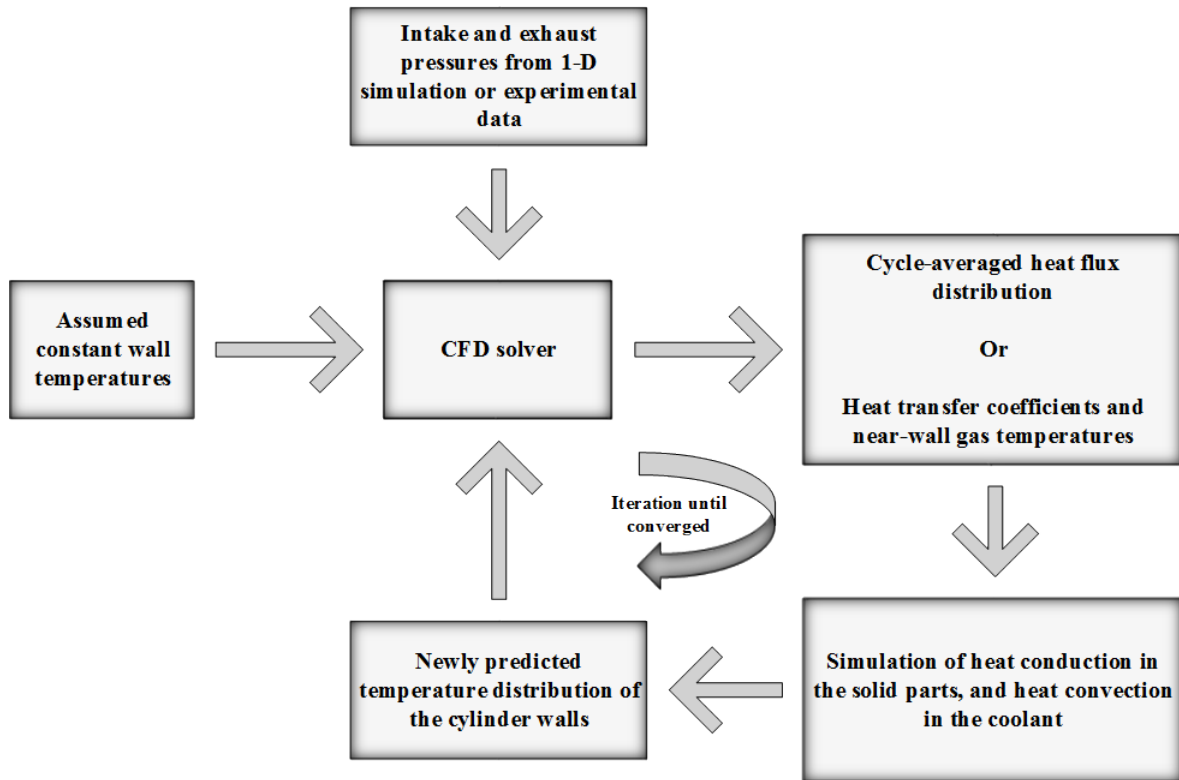 Intake and exhaust
pressures from 1-D
simulation or experimental
data
Assumed
constant wall
temperatures
CFD solver
Cycle-averaged heat flux
distribution
Or
Heat transfer coefficients and
near-wall gas temperatures
Iteration until
converged
Newly predicted
temperature distribution of
the cylinder walls
Simulation of heat conduction in
the solid parts, and heat convection
in the coolant